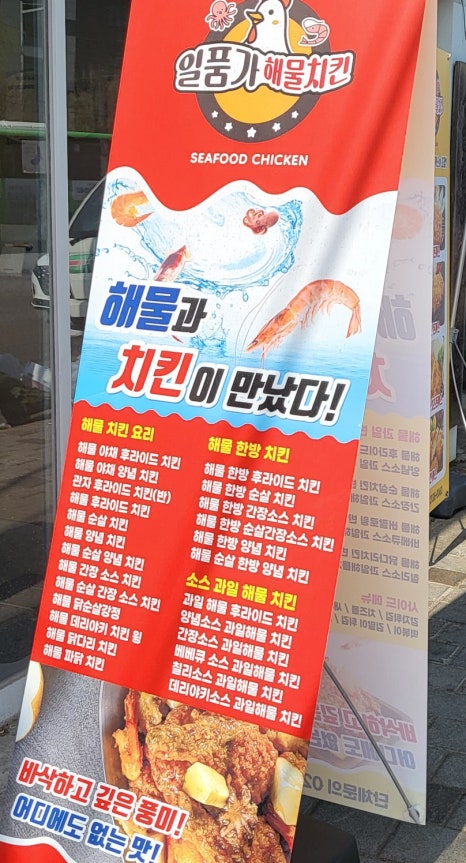 일품가 해물치킨
SEAFOOD CHICKEN
해물과
치킨이 만났다!
해물 치킨 요리
해물 야채 후라이드 치킨
해물 야채 양념 치킨
관자 후라이드 치킨(반)
해물 후라이드 치킨
해물 순살 치킨
해물 양념 치킨
해물 순살 양념 치킨
해물 간장 소스 치킨
해물 순살 간장 소스 치킨
해물 닭순살강정
해물 데리야키 치킨 윙
해물 닭다리 치킨
해물 파닭 치킨
해물 한방 치킨
해물 한방 후라이드 치킨
해물 한방 순살 치킨
해물 한방 간장소스 치킨
해물 한방 순살간장소스 치킨
해물 한방 양념 치킨
해물 순살 한방 양념 치킨
소스 과일 해물 치킨
과일 해물 후라이드 치킨
양념소스 과일해물 치킨
간장소스 과일해물 치킨
베베큐 소스 과일해물 치킨
칠리소스 과일해물 치킨
데리야키소스 과일해물 치킨
바삭하고 깊은 풍미!
어디에도 없는 맛!